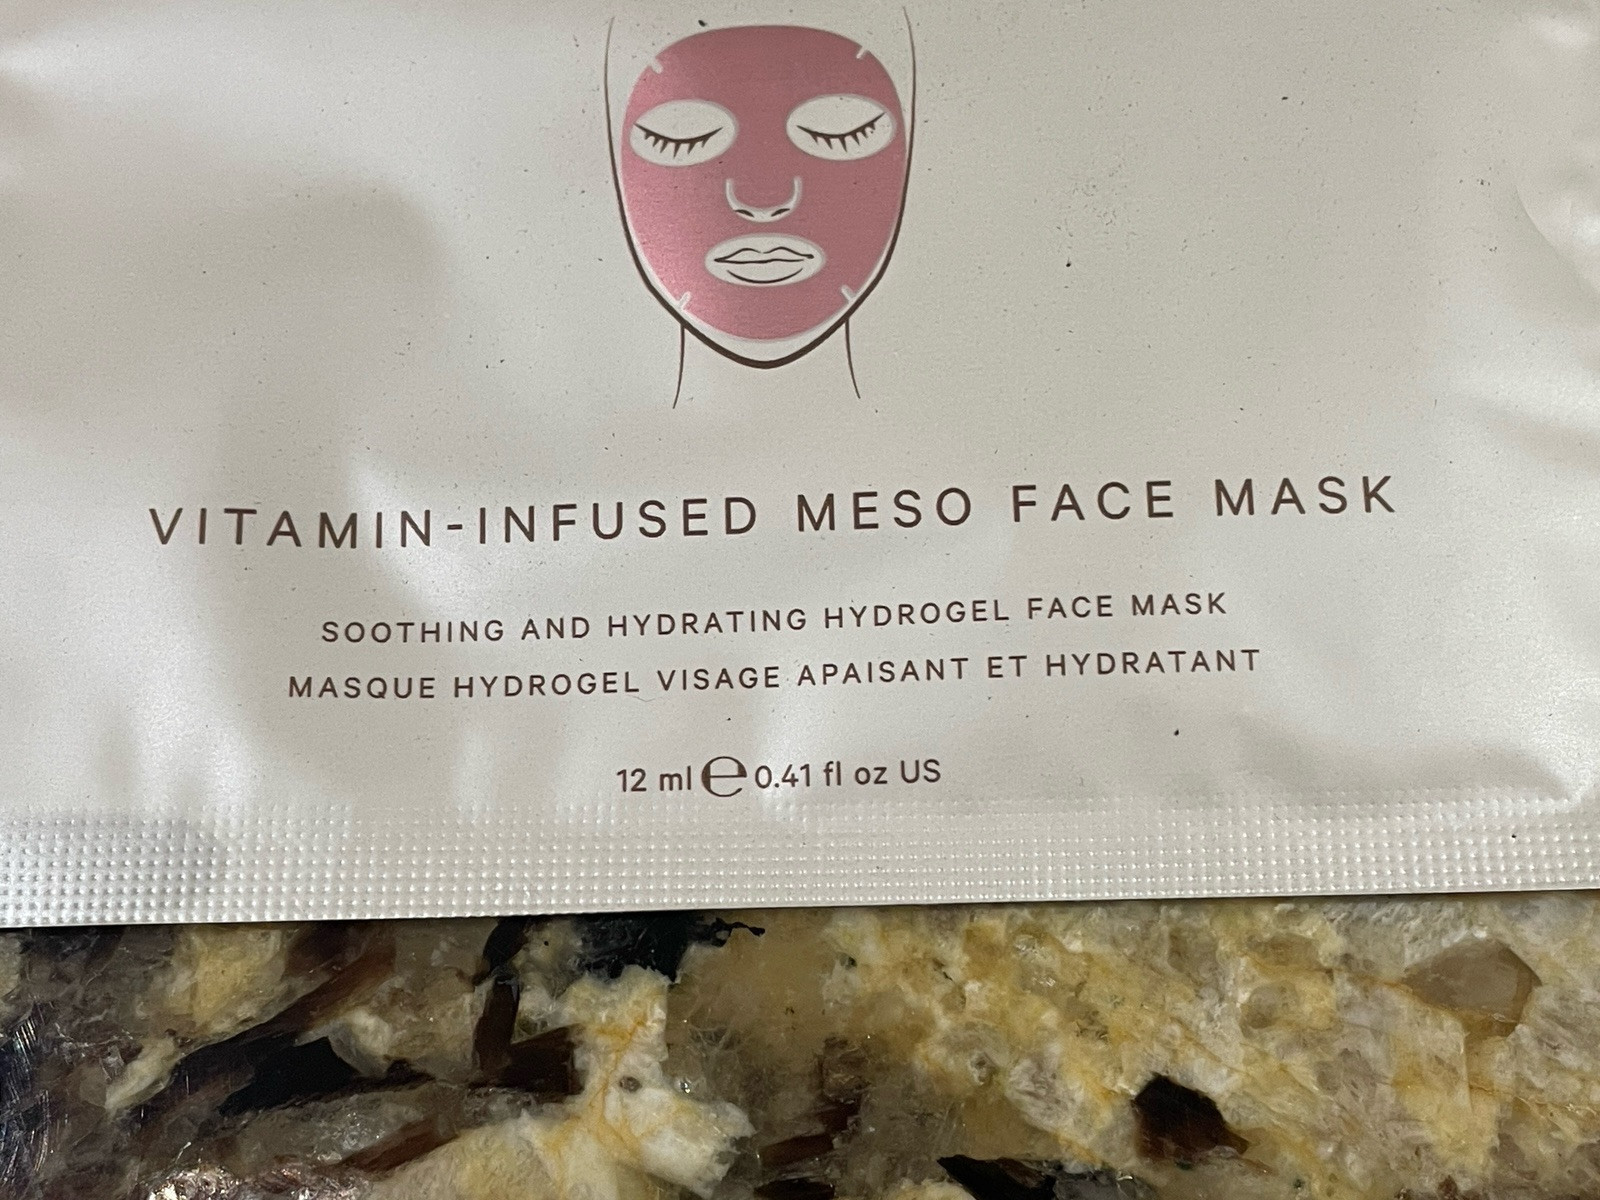 VITAMIN-INFUSED MESO FACE MASK
SOOTHING AND HYDRATING HYDROGEL FACE MASK
MASQUE HYDROGEL VISAGE APAISANT ET HYDRATANT
12 ml ℮ 0.41 fl oz US